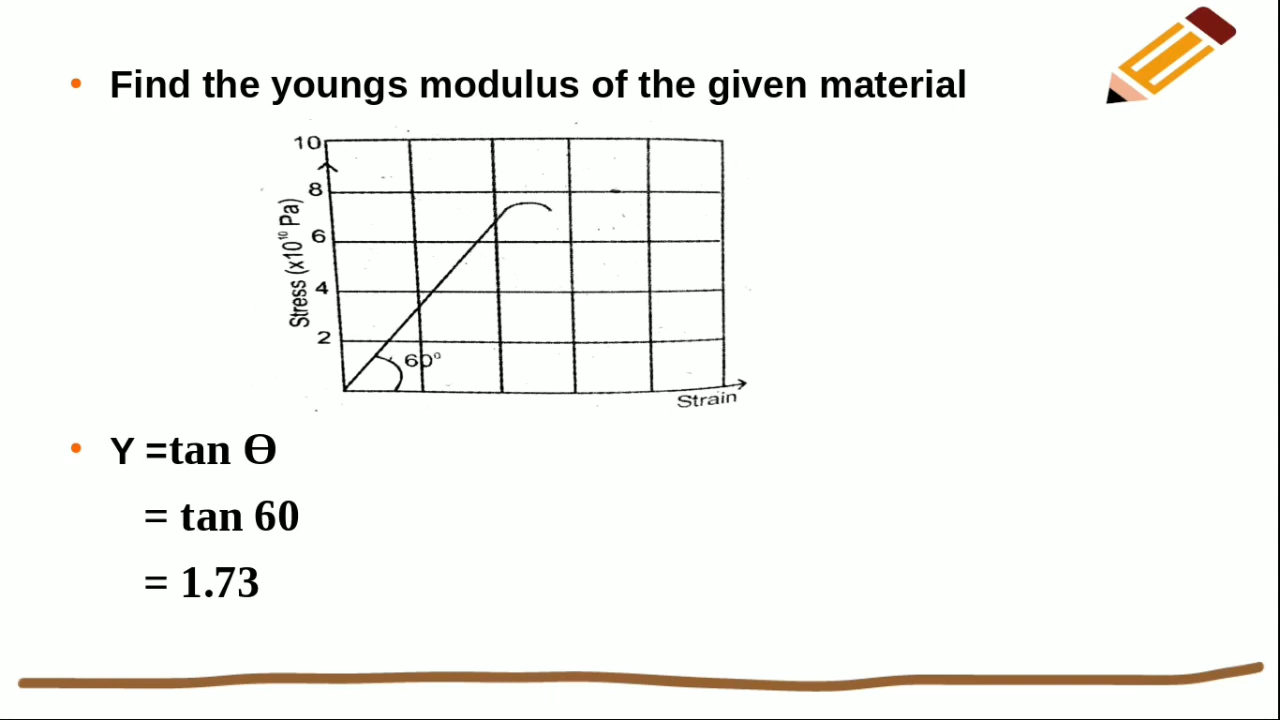 • Find the youngs modulus of the given material
10
8
6
4
2
Stress (x10¹⁰ Pa)
60⁰
Strain
• Y =tan Ɵ
= tan 60
= 1.73